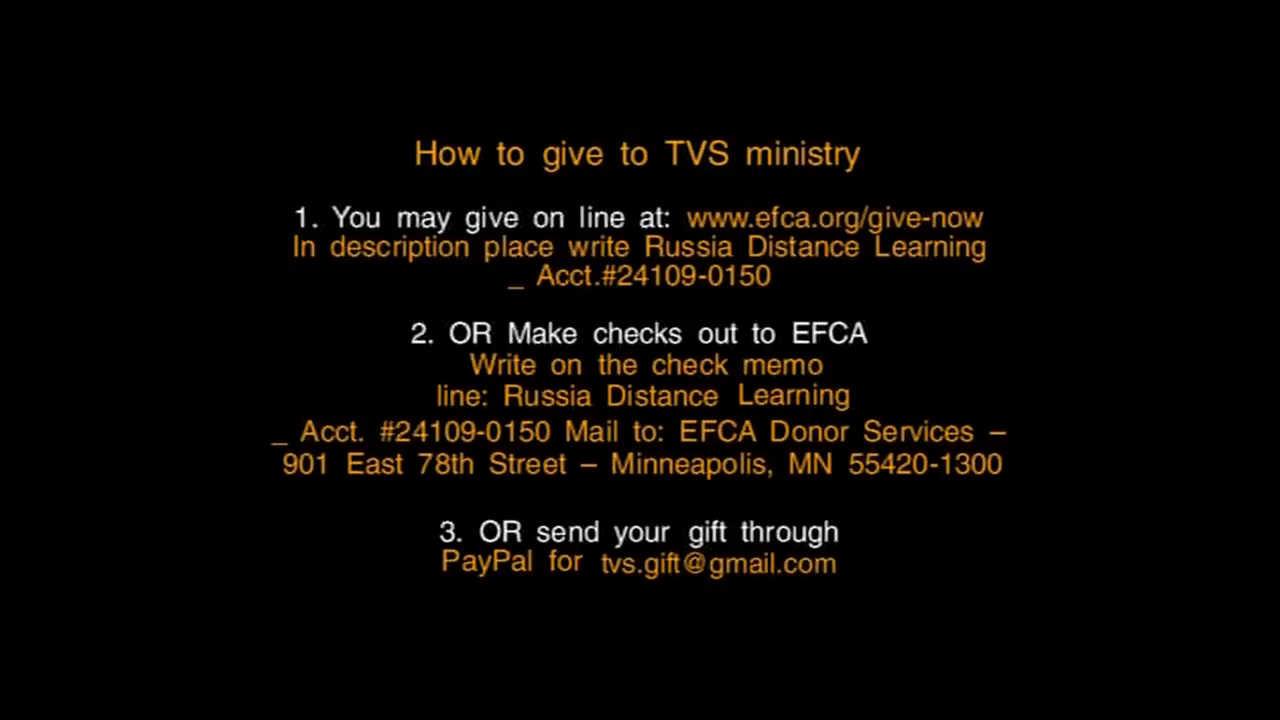 How to give to TVS ministry
1. You may give on line at: www.efca.org/give-now
In description place write Russia Distance Learning
_ Acct.#24109-0150
2. OR Make checks out to EFCA
Write on the check memo
line: Russia Distance Learning
_ Acct. #24109-0150 Mail to: EFCA Donor Services –
901 East 78th Street – Minneapolis, MN 55420-1300
3. OR send your gift through
PayPal for tvs.gift@gmail.com